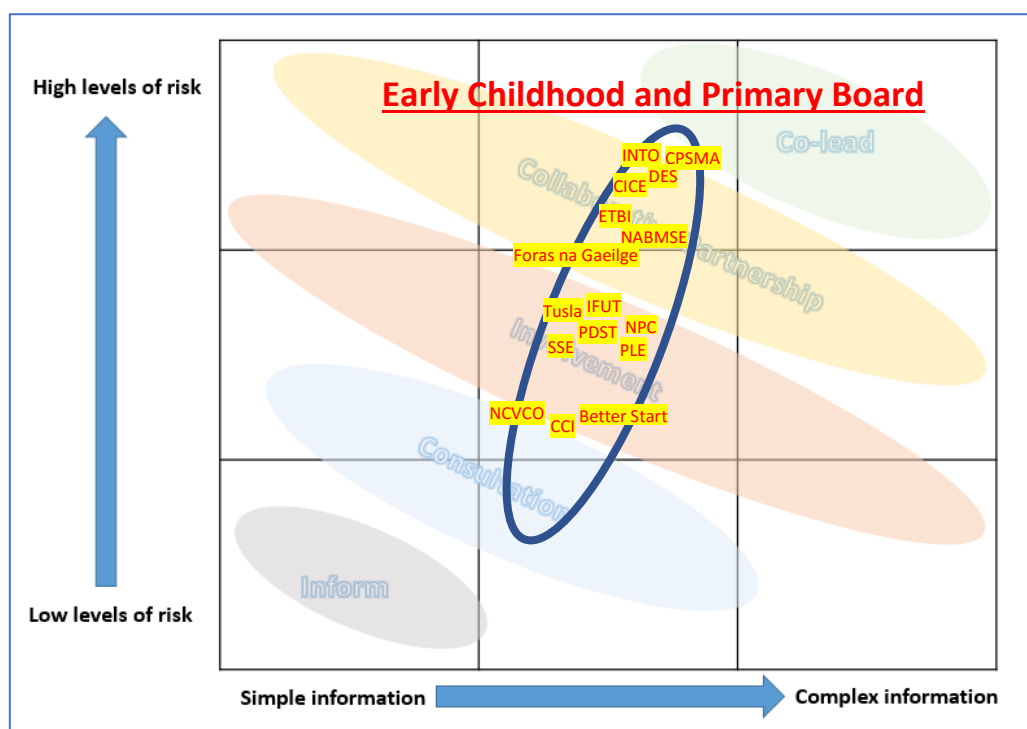 High levels of risk
Early Childhood and Primary Board
Co-lead
INTO
CPSMA
DES
CICE
Collaborative Partnership
ETBI
NABMSE
Foras na Gaeilge
Tusla
IFUT
PDST
NPC
SSE
PLE
Involvement
NCVCO
CCI
Better Start
Consultation
Inform
Low levels of risk
Simple information
Complex information